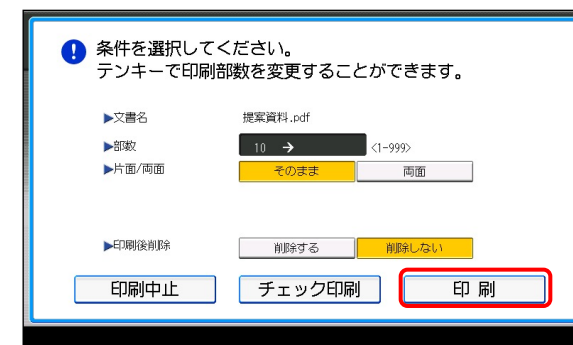 条件を選択してください。
テンキーで印刷部数を変更することができます。
▶文書名 提案資料.pdf
▶部数 10 → <1-999>
▶片面/両面 そのまま 両面
▶印刷後削除 削除する 削除しない
印刷中止 チェック印刷 印 刷